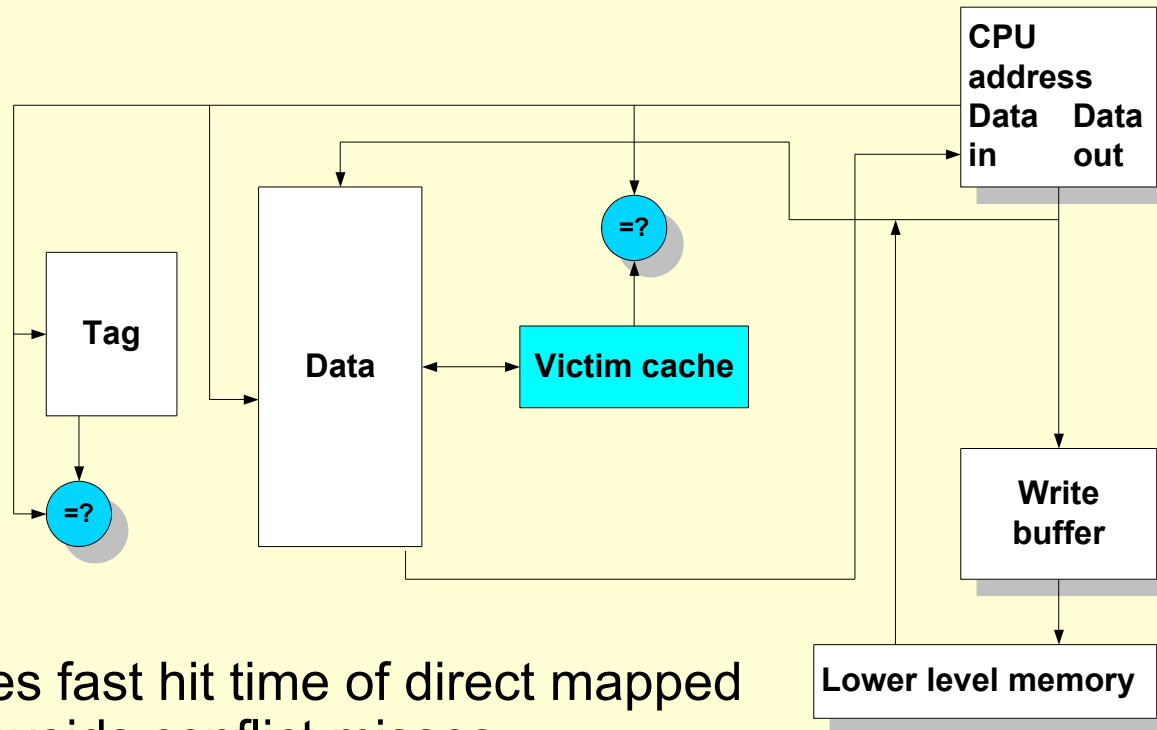 CPU
address
Data Data
in out
=?
Tag
Data
Victim cache
=?
Write
buffer
Lower level memory
es fast hit time of direct mapped